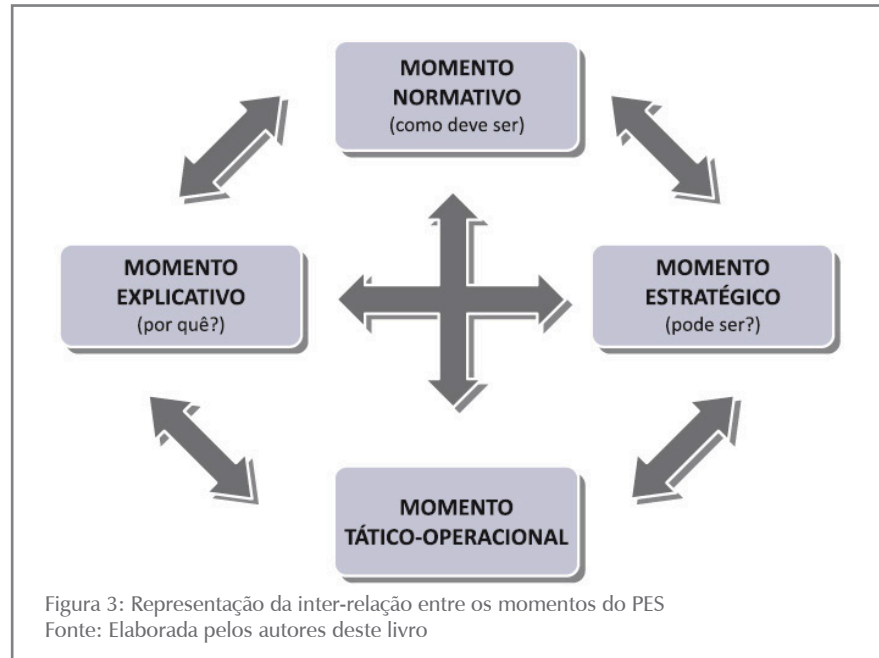 MOMENTO
NORMATIVO
(como deve ser)
MOMENTO
EXPLICATIVO
(por quê?)
MOMENTO
ESTRATÉGICO
(pode ser?)
MOMENTO
TÁTICO-OPERACIONAL
Figura 3: Representação da inter-relação entre os momentos do PES
Fonte: Elaborada pelos autores deste livro